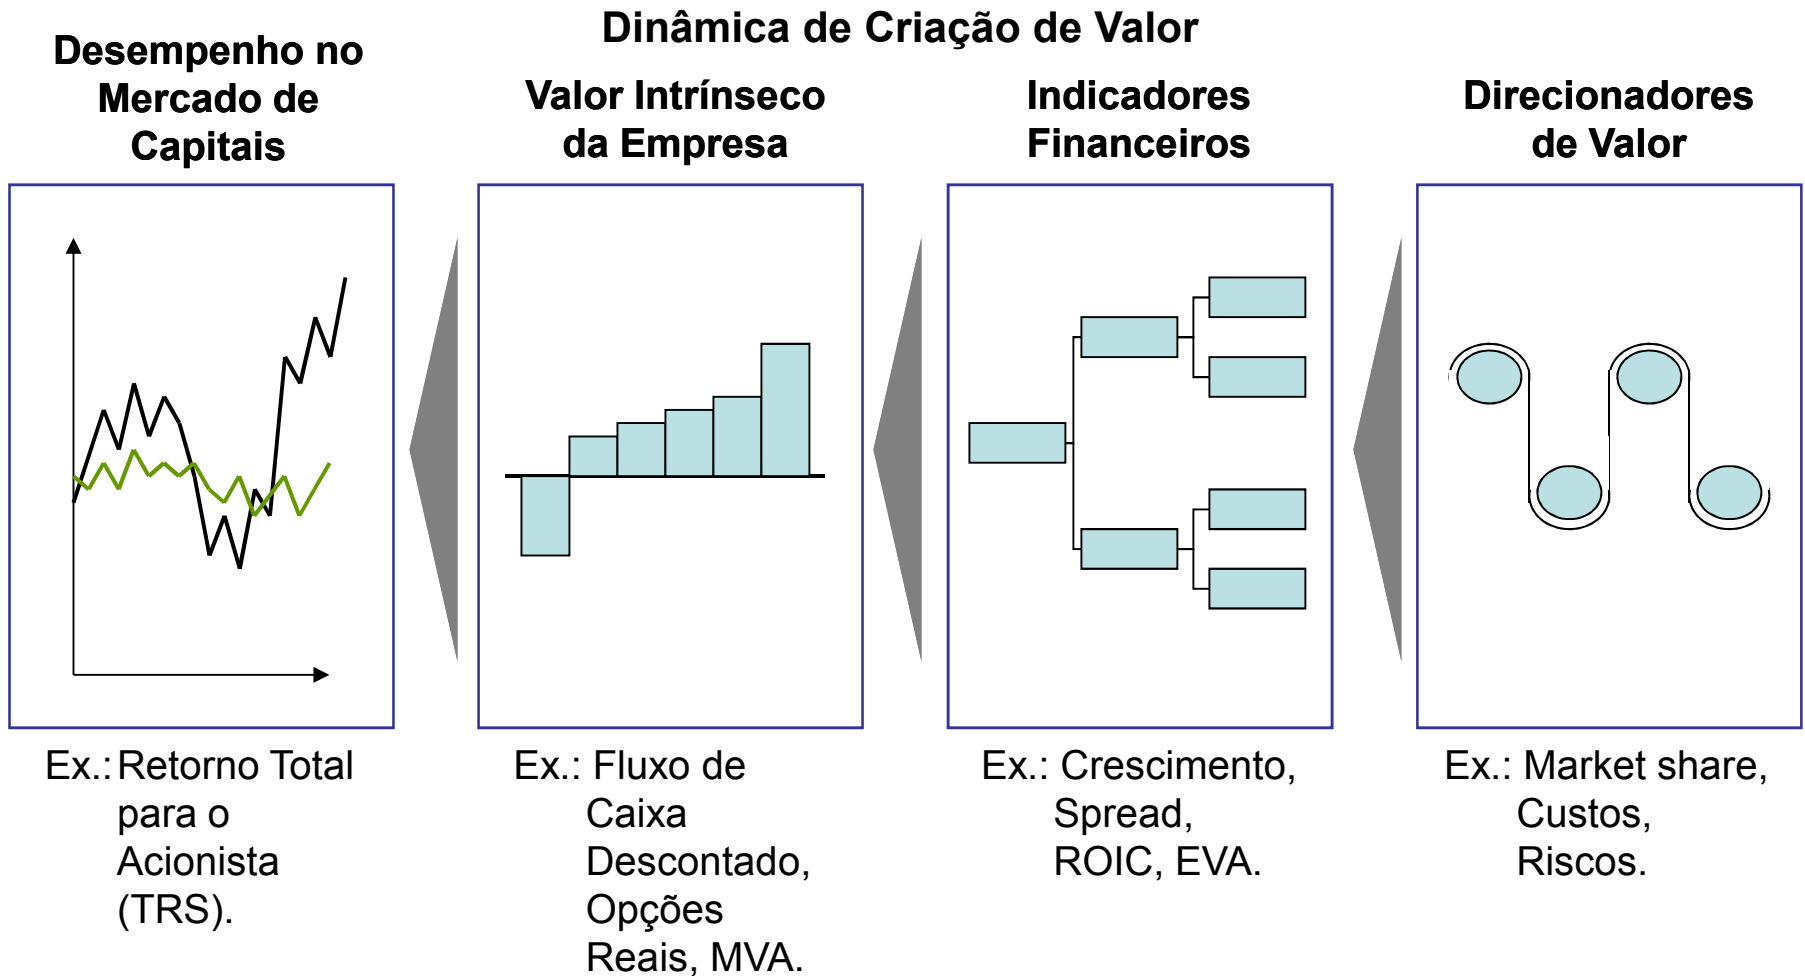 Dinâmica de Criação de Valor
Desempenho no
Mercado de
Capitais
Valor Intrínseco
da Empresa
Indicadores
Financeiros
Direcionadores
de Valor
Ex.: Retorno Total
para o
Acionista
(TRS).
Ex.: Fluxo de
Caixa
Descontado,
Opções
Reais, MVA.
Ex.: Crescimento,
Spread,
ROIC, EVA.
Ex.: Market share,
Custos,
Riscos.